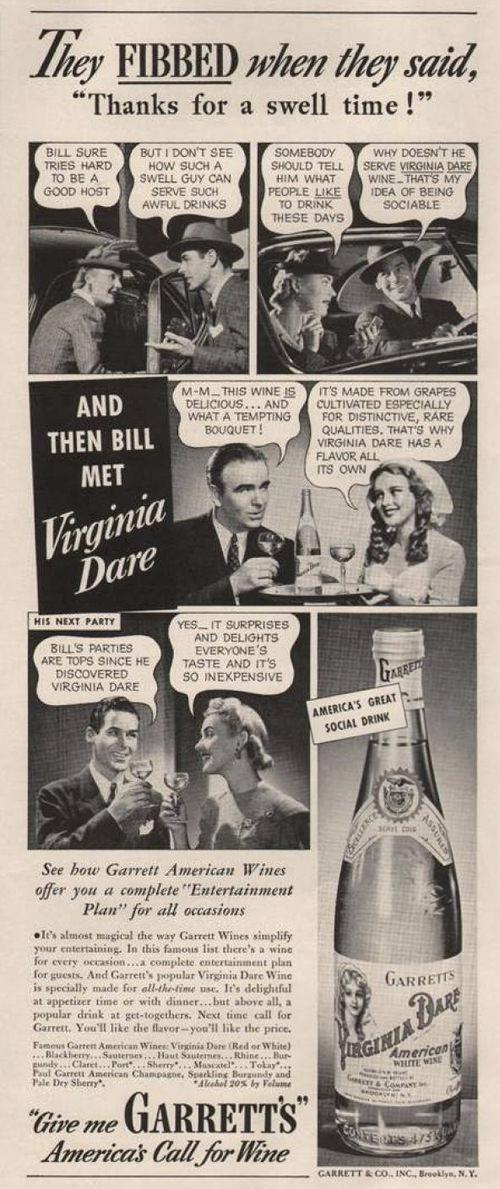 They FIBBED when they said,
“Thanks for a swell time!”
BILL SURE
TRIES HARD
TO BE A
GOOD HOST
BUT I DON'T SEE
HOW SUCH A
SWELL GUY CAN
SERVE SUCH
AWFUL DRINKS
SOMEBODY
SHOULD TELL
HIM WHAT
PEOPLE LIKE
TO DRINK
THESE DAYS
WHY DOESN'T HE
SERVE VIRGINIA DARE
WINE_THAT'S MY
IDEA OF BEING
SOCIABLE
AND
THEN BILL
MET
Virginia
Dare
M-M_THIS WINE IS
DELICIOUS...AND
WHAT A TEMPTING
BOUQUET!
IT'S MADE FROM GRAPES
CULTIVATED ESPECIALLY
FOR DISTINCTIVE, RARE
QUALITIES. THAT'S WHY
VIRGINIA DARE HAS A
FLAVOR ALL
ITS OWN
HIS NEXT PARTY
BILL'S PARTIES
ARE TOPS SINCE HE
DISCOVERED
VIRGINIA DARE
YES_IT SURPRISES
AND DELIGHTS
EVERYONE'S
TASTE AND IT'S
SO INEXPENSIVE
GARRETT
AMERICA'S GREAT
SOCIAL DRINK
EXCELLENCE ASSURED
SERVE COLD
GARRETT'S
VIRGINIA DARE
American
WHITE WINE
GARRETT & COMPANY INC.
BROOKLYN N.Y.
See how Garrett American Wines
offer you a complete "Entertainment
Plan" for all occasions
•It's almost magical the way Garrett Wines simplify
your entertaining. In this famous list there's a wine
for every occasion...a complete entertainment plan
for guests. And Garrett's popular Virginia Dare Wine
is specially made for all-the-time use. It's delightful
at appetizer time or with dinner...but above all, a
popular drink at get-togethers. Next time call for
Garrett. You'll like the flavor—you'll like the price.
Famous Garrett American Wines: Virginia Dare (Red or White)
...Blackberry...Sauternes...Haut Sauternes...Rhine...Bur-
gundy...Claret...Port*...Sherry*...Muscatel*...Tokay*...
Paul Garrett American Champagne, Sparkling Burgundy and
Pale Dry Sherry*. *Alcohol 20% by Volume
“Give me GARRETT'S”
America's Call for Wine
GARRETT & CO., INC., Brooklyn, N.Y.